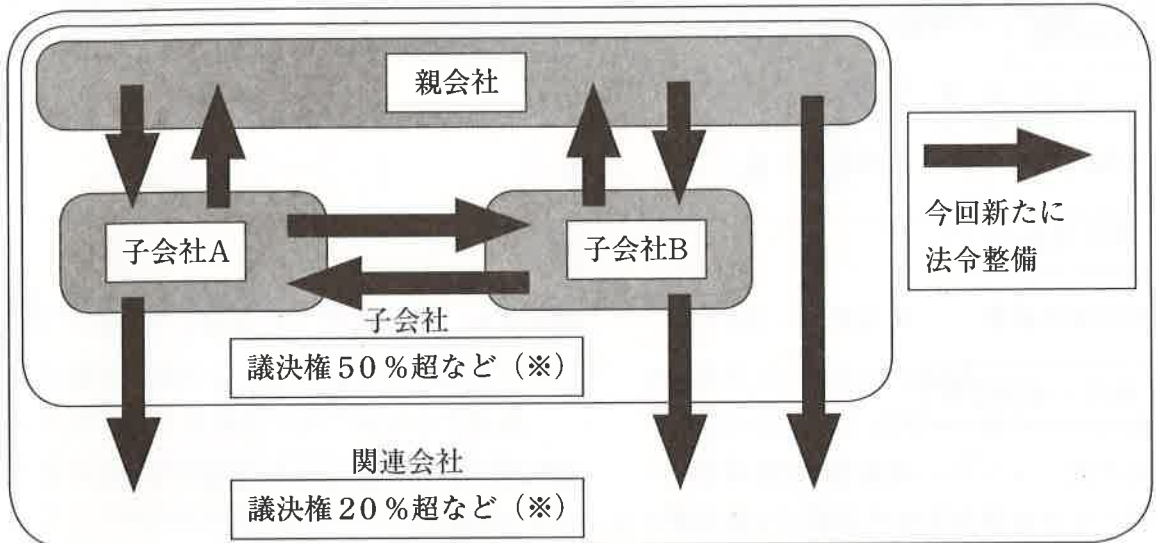 親会社
子会社A
子会社B
今回新たに
法令整備
子会社
議決権50%超など（※）
関連会社
議決権20%超など（※）